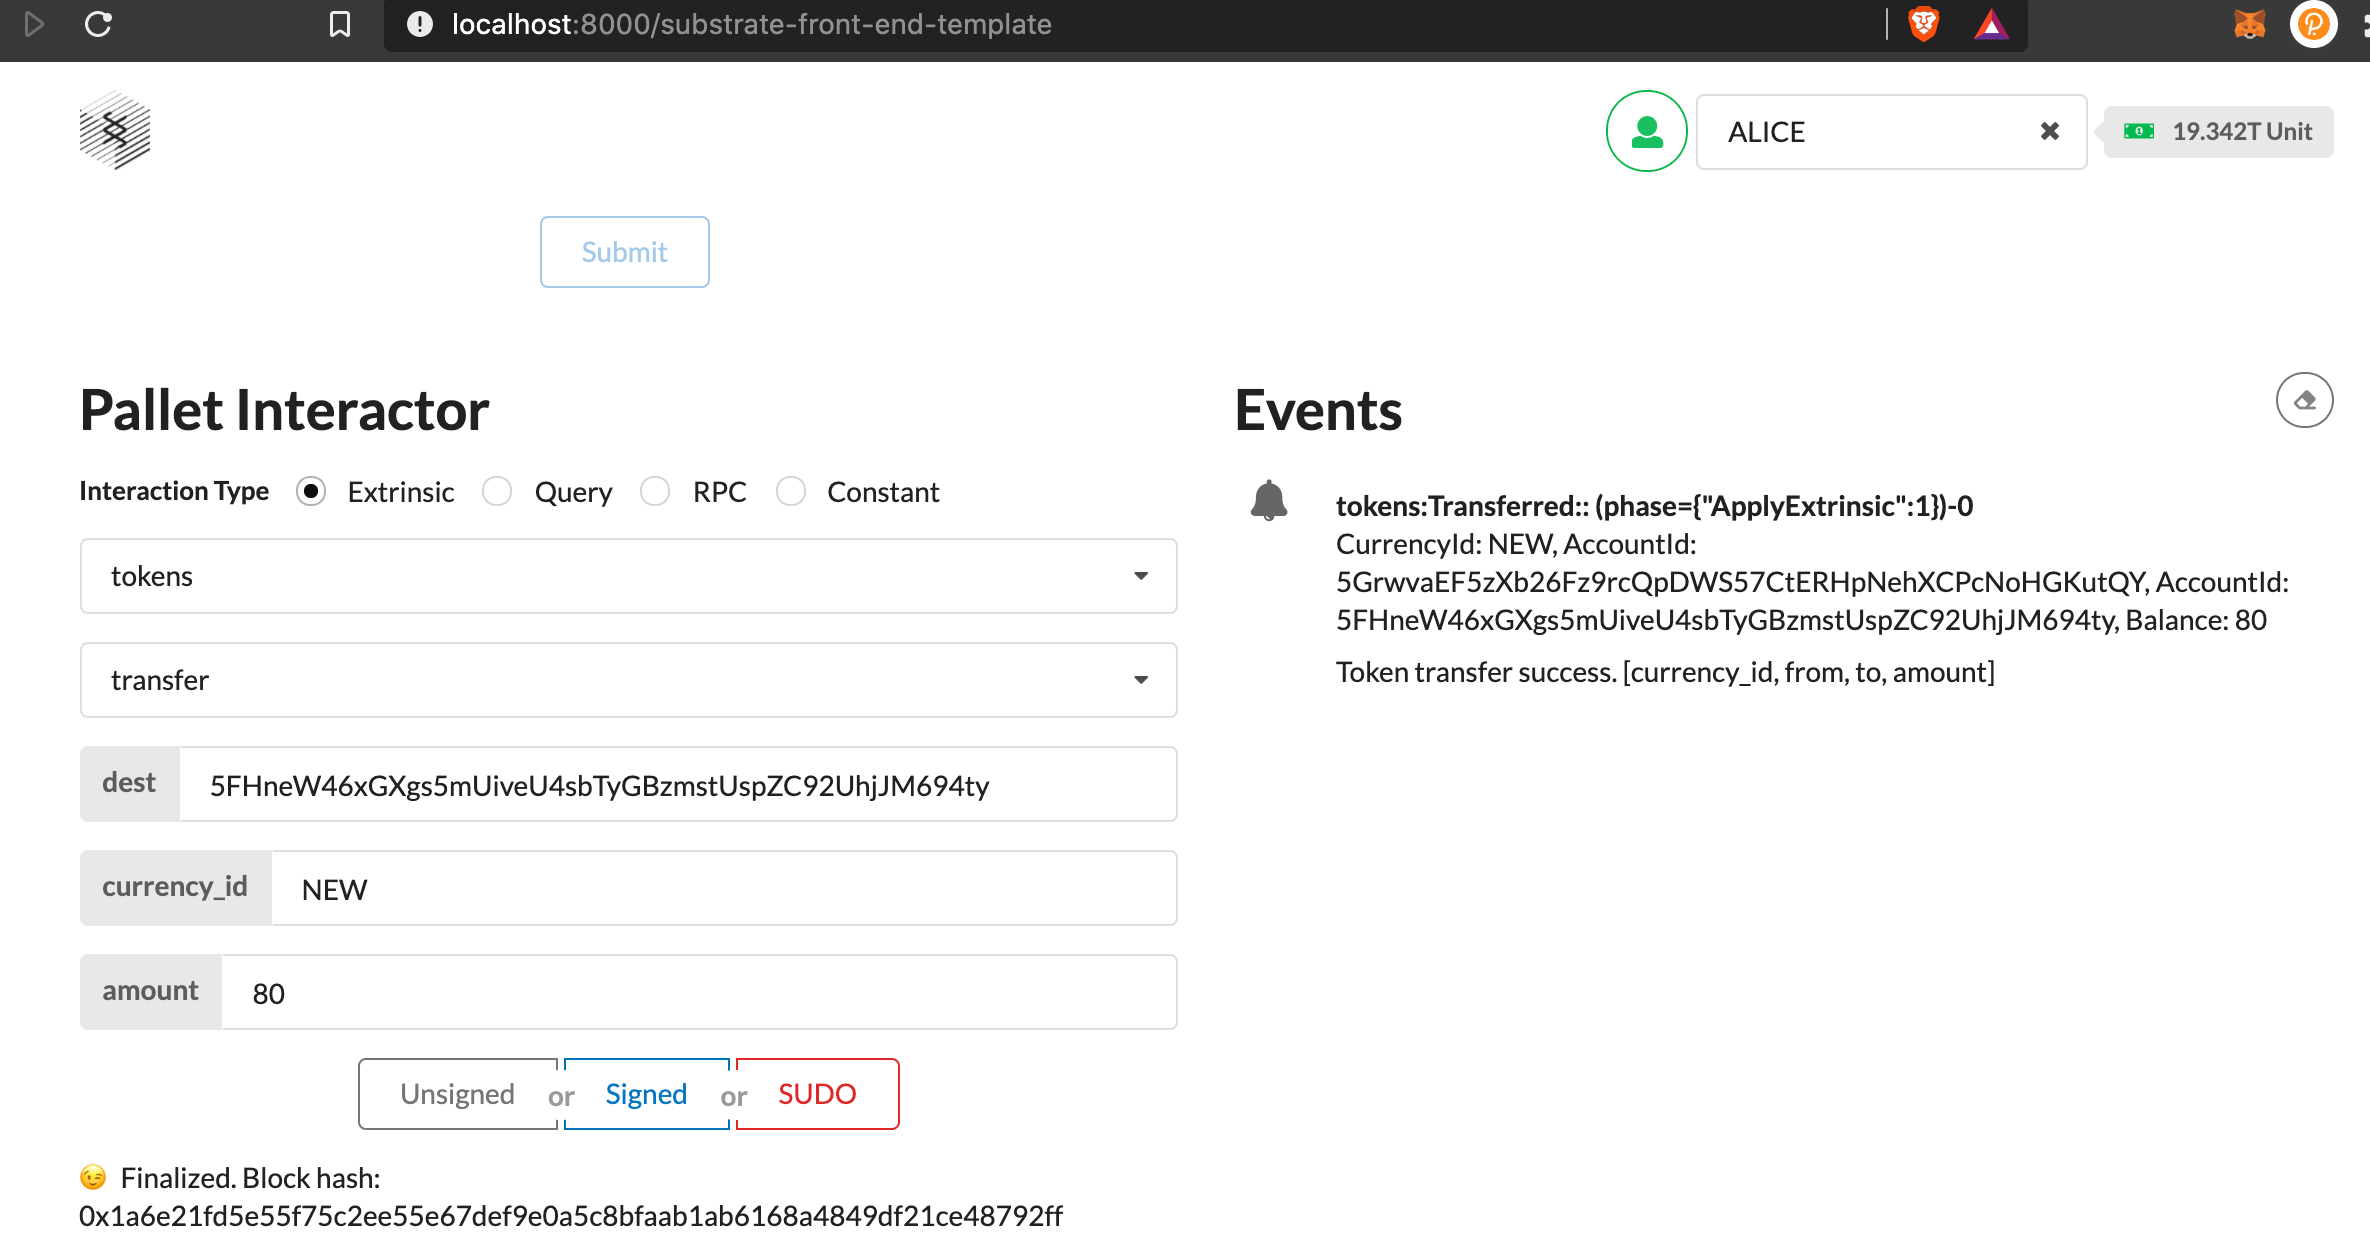 localhost:8000/substrate-front-end-template
ALICE
19.342T Unit
Submit
Pallet Interactor
Interaction Type Extrinsic Query RPC Constant
tokens
transfer
dest 5FHneW46xGXgs5mUiveU4sbTyGBzmstUspZC92UhjJM694ty
currency_id NEW
amount 80
Unsigned or Signed or SUDO
😉 Finalized. Block hash:
0x1a6e21fd5e55f75c2ee55e67def9e0a5c8bfaab1ab6168a4849df21ce48792ff
Events
tokens:Transferred:: (phase={"ApplyExtrinsic":1})-0
CurrencyId: NEW, AccountId:
5GrwvaEF5zXb26Fz9rcQpDWS57CtERHpNehXCPcNoHGKutQY, AccountId:
5FHneW46xGXgs5mUiveU4sbTyGBzmstUspZC92UhjJM694ty, Balance: 80
Token transfer success. [currency_id, from, to, amount]